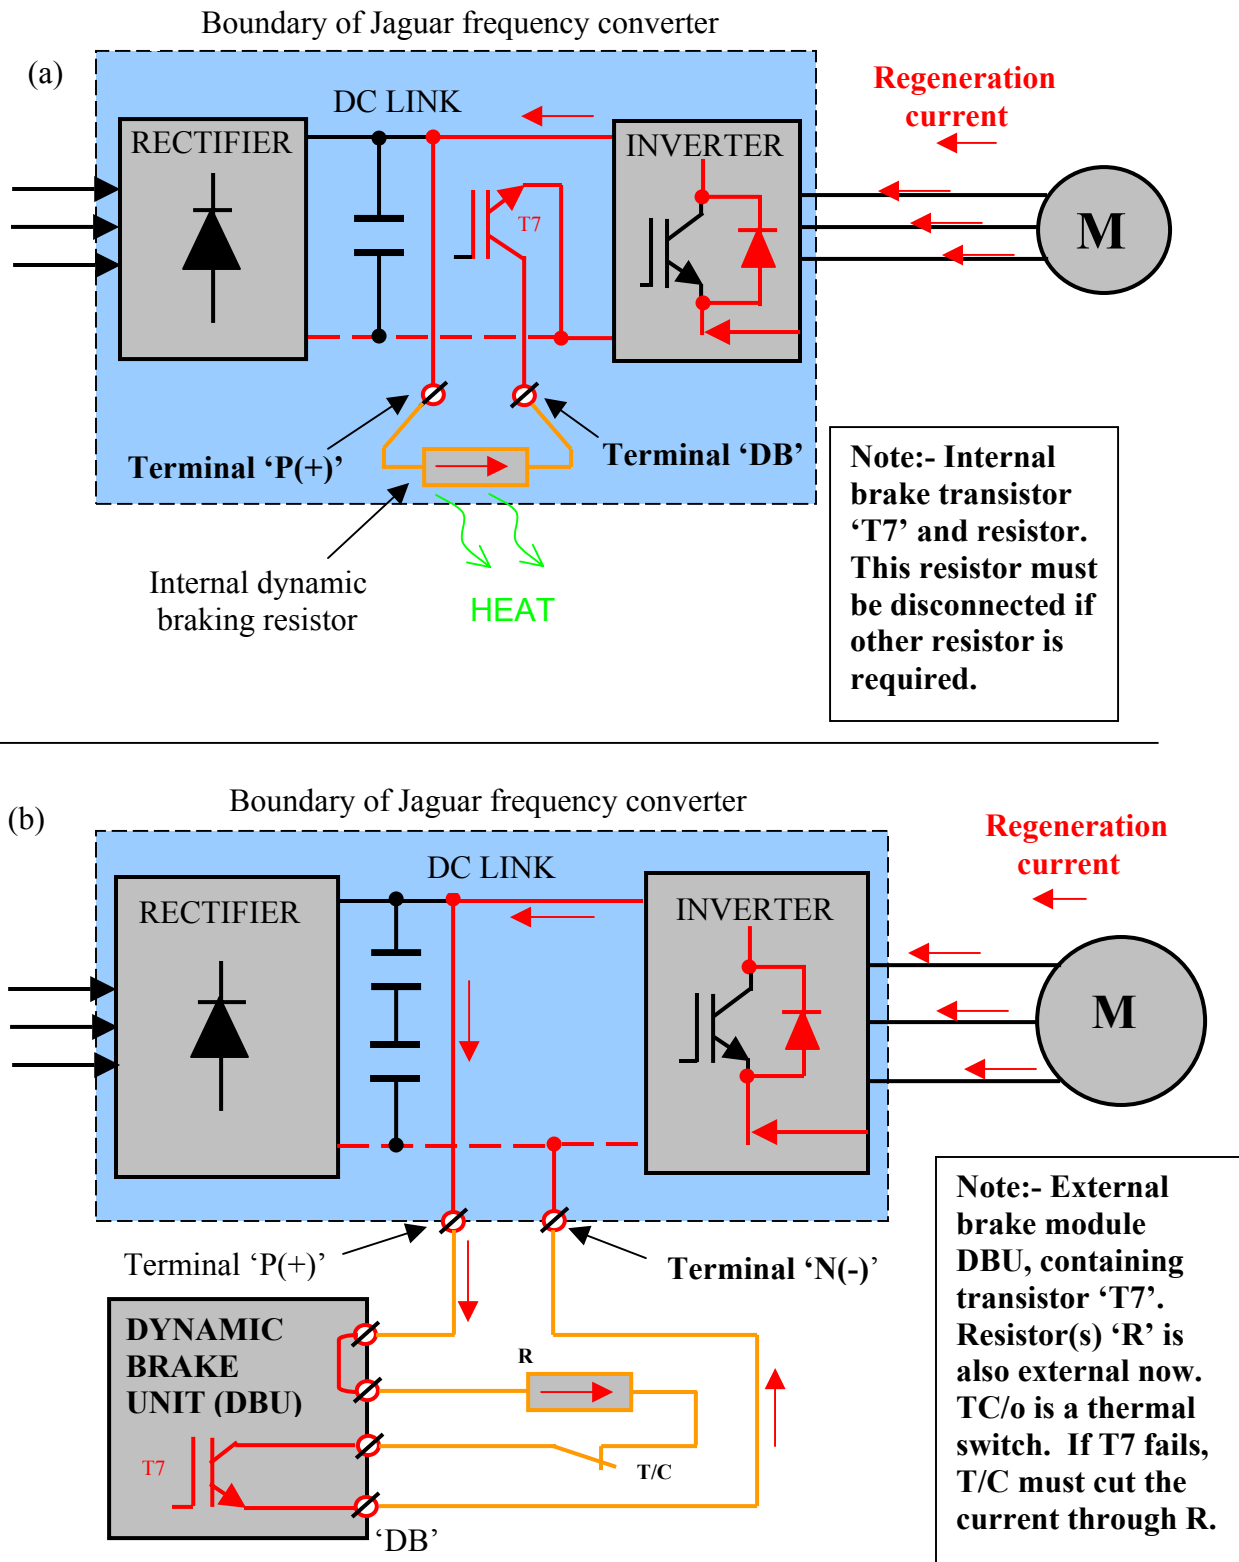 Boundary of Jaguar frequency converter
(a)
Regeneration
current
DC LINK
RECTIFIER
INVERTER
T7
M
Terminal ‘P(+)’
Terminal ‘DB’
Internal dynamic
braking resistor
HEAT
Note:- Internal
brake transistor
‘T7’ and resistor.
This resistor must
be disconnected if
other resistor is
required.
Boundary of Jaguar frequency converter
(b)
Regeneration
current
DC LINK
RECTIFIER
INVERTER
M
Terminal ‘P(+)’
Terminal ‘N(-)’
DYNAMIC
BRAKE
UNIT (DBU)
R
T7
T/C
‘DB’
Note:- External
brake module
DBU, containing
transistor ‘T7’.
Resistor(s) ‘R’ is
also external now.
TC/o is a thermal
switch. If T7 fails,
T/C must cut the
current through R.